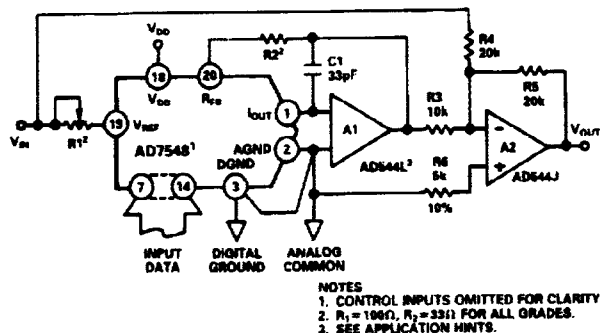 VDD
R2²
C1
33pF
R4
20k
R5
20k
18
VDD
20
RFB
IOUT
1
A1
R3
10k
VOUT
VIN
R1²
19
VREF
AD7548¹
AGND
2
DGND
AD544L³
R6
5k
10%
A2
AD544J
7
14
3
INPUT
DATA
DIGITAL
GROUND
ANALOG
COMMON
NOTES
1. CONTROL INPUTS OMITTED FOR CLARITY
2. R1=100Ω, R2=33Ω FOR ALL GRADES.
3. SEE APPLICATION HINTS.